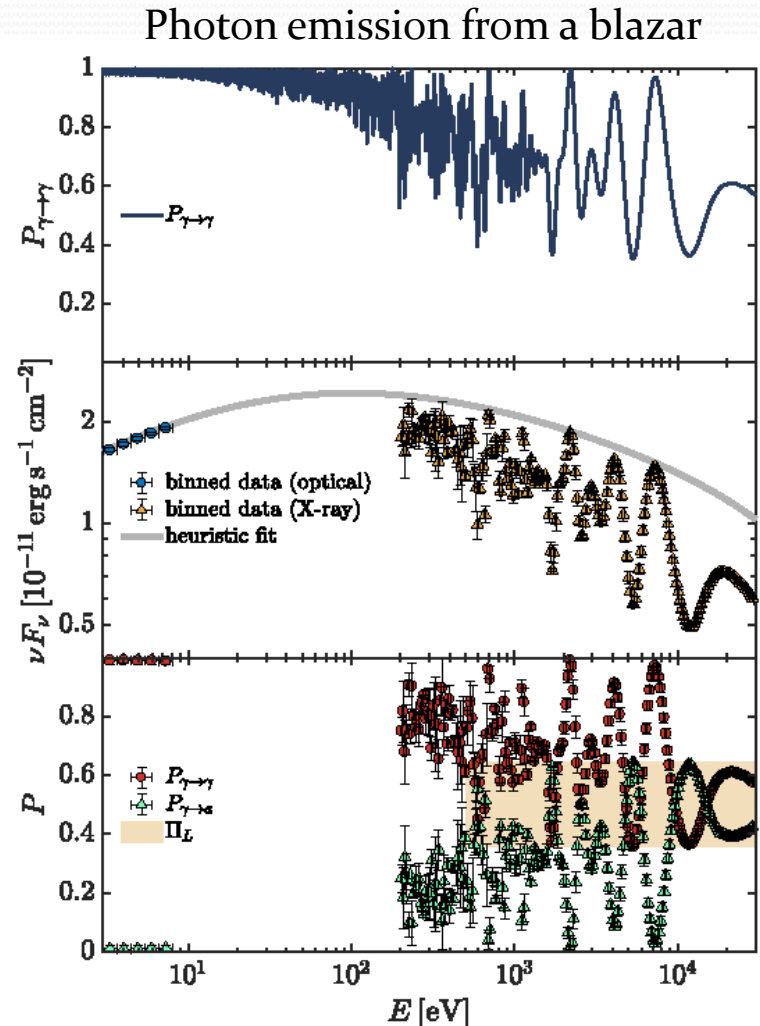 Photon emission from a blazar
1
0.8
0.6
0.4
0.2
P_{γ→γ}
P_{γ→γ}
2
1
0.5
νF_ν [10^{-11} erg s^{-1} cm^{-2}]
binned data (optical)
binned data (X-ray)
heuristic fit
0.8
0.6
0.4
0.2
0
P
P_{γ→γ}
P_{γ→a}
Π_L
10^1 10^2 10^3 10^4
E [eV]